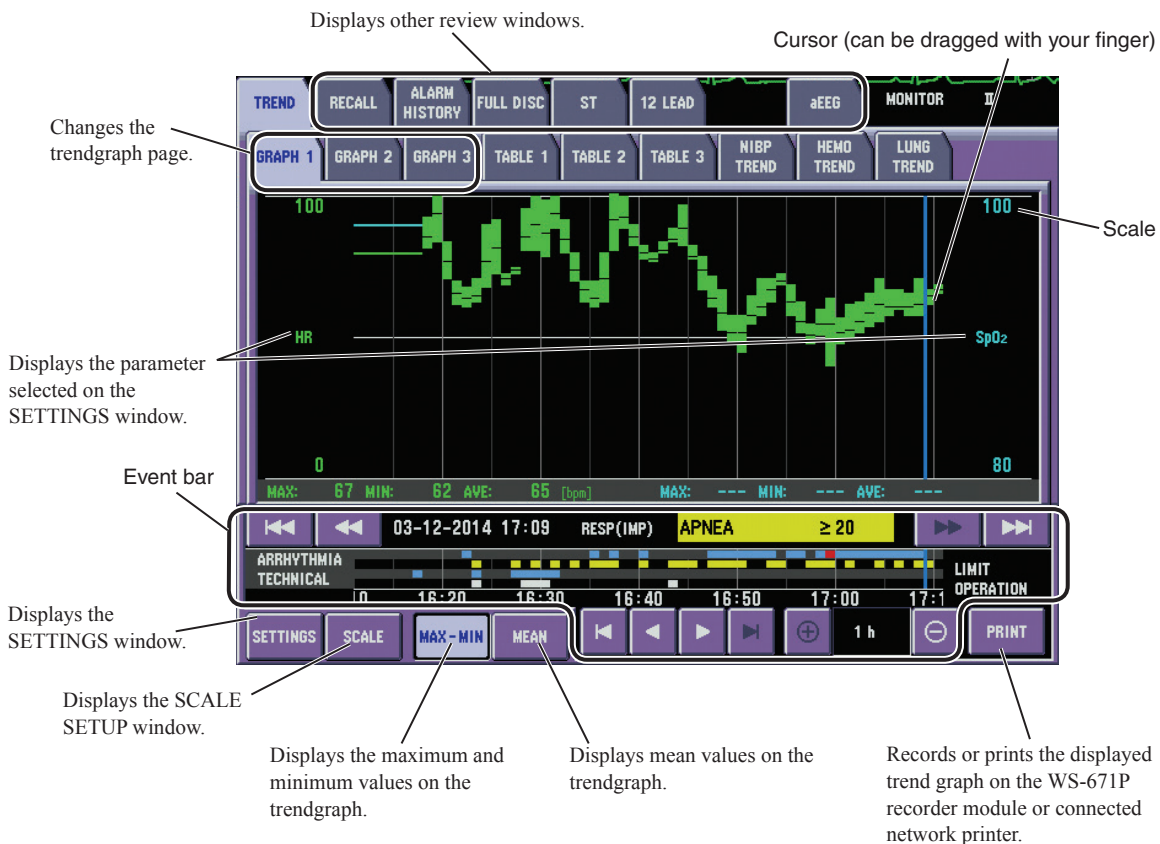 Displays other review windows.
Cursor (can be dragged with your finger)
TREND
RECALL
ALARM
HISTORY
FULL DISC
ST
12 LEAD
aEEG
MONITOR
II
Changes the
trendgraph page.
GRAPH 1
GRAPH 2
GRAPH 3
TABLE 1
TABLE 2
TABLE 3
NIBP
TREND
HEMO
TREND
LUNG
TREND
100
100
Scale
HR
SpO2
Displays the parameter
selected on the
SETTINGS window.
0
80
Event bar
MAX: 67 MIN: 62 AVE: 65 [bpm] MAX: --- MIN: --- AVE: ---
03-12-2014 17:09 RESP(IMP) APNEA ≥ 20
ARRHYTHMIA
TECHNICAL
LIMIT
OPERATION
0 16:20 16:30 16:40 16:50 17:00 17:1
Displays the
SETTINGS window.
SETTINGS
SCALE
MAX-MIN
MEAN
1 h
PRINT
Displays the SCALE
SETUP window.
Displays the maximum and
minimum values on the
trendgraph.
Displays mean values on the
trendgraph.
Records or prints the displayed
trend graph on the WS-671P
recorder module or connected
network printer.